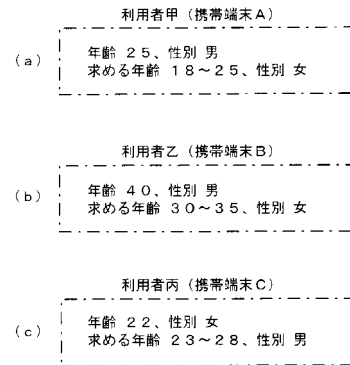 利用者甲（携帯端末A）
（a） 年齢 25、性別 男
求める年齢 18～25、性別 女
利用者乙（携帯端末B）
（b） 年齢 40、性別 男
求める年齢 30～35、性別 女
利用者丙（携帯端末C）
（c） 年齢 22、性別 女
求める年齢 23～28、性別 男